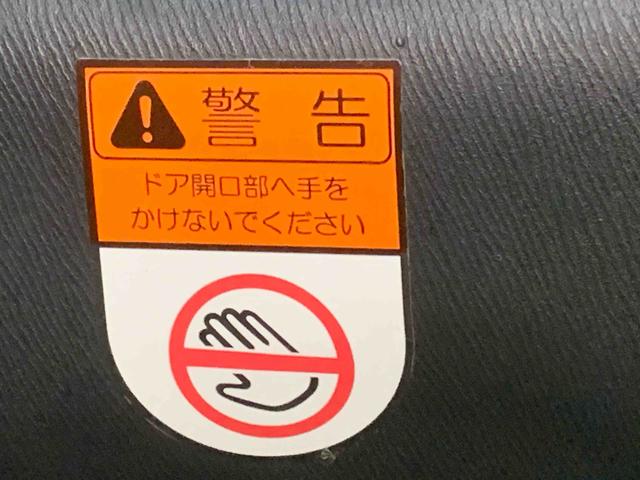 警告
ドア開口部へ手を
かけないでください